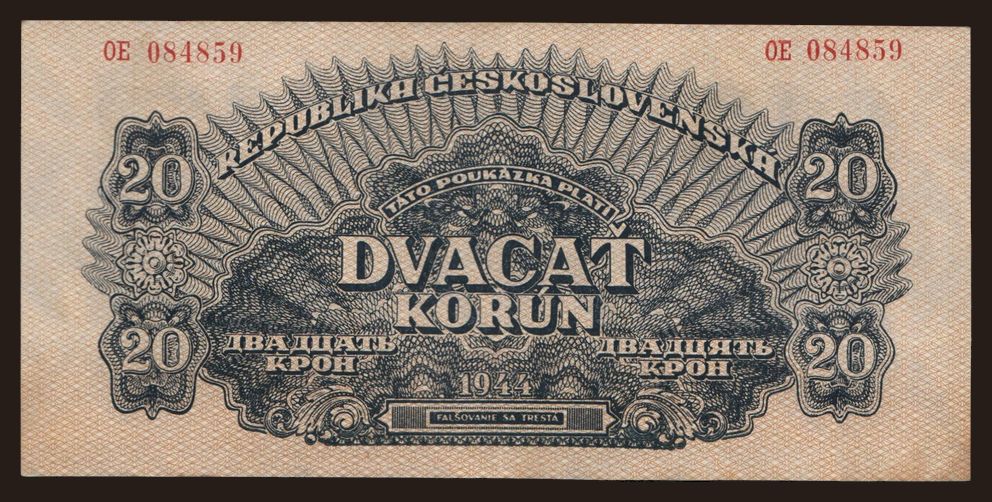 OE 084859
OE 084859
REPUBLIKA ČESKOSLOVENSKÁ
TÁTO POUKÁZKA PLATÍ
20
20
DVACAŤ
KORÚN
20
20
ДВАДЦАТЬ
КРОН
ДВАДЦЯТЬ
КРОН
1944
FALŠOVANIE SA TRESTÁ